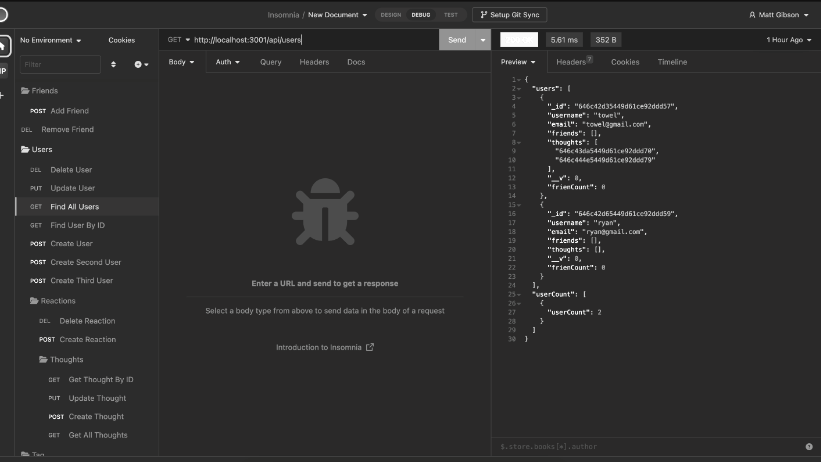 Insomnia / New Document
DESIGN DEBUG TEST
Setup Git Sync
Matt Gibson
No Environment
Cookies
GET http://localhost:3001/api/users
Send
5.61 ms
352 B
1 Hour Ago
Filter
Body Auth Query Headers Docs
Preview Headers 7 Cookies Timeline
Friends
POST Add Friend
DEL Remove Friend
Users
DEL Delete User
PUT Update User
GET Find All Users
GET Find User By ID
POST Create User
POST Create Second User
POST Create Third User
Reactions
DEL Delete Reaction
POST Create Reaction
Thoughts
GET Get Thought By ID
PUT Update Thought
POST Create Thought
GET Get All Thoughts
Enter a URL and send to get a response
Select a body type from above to send data in the body of a request
Introduction to Insomnia
1 {
2 "users": [
3 {
4 "_id": "646c42d35449d61ce92ddd57",
5 "username": "towel",
6 "email": "towel@gmail.com",
7 "friends": [],
8 "thoughts": [
9 "646c43da5449d61ce92ddd70",
10 "646c444e5449d61ce92ddd79"
11 ],
12 "__v": 0,
13 "frienCount": 0
14 },
15 {
16 "_id": "646c42d65449d61ce92ddd59",
17 "username": "ryan",
18 "email": "ryan@gmail.com",
19 "friends": [],
20 "thoughts": [],
21 "__v": 0,
22 "frienCount": 0
23 }
24 ],
25 "userCount": [
26 {
27 "userCount": 2
28 }
29 ]
30 }
$.store.books[*].author